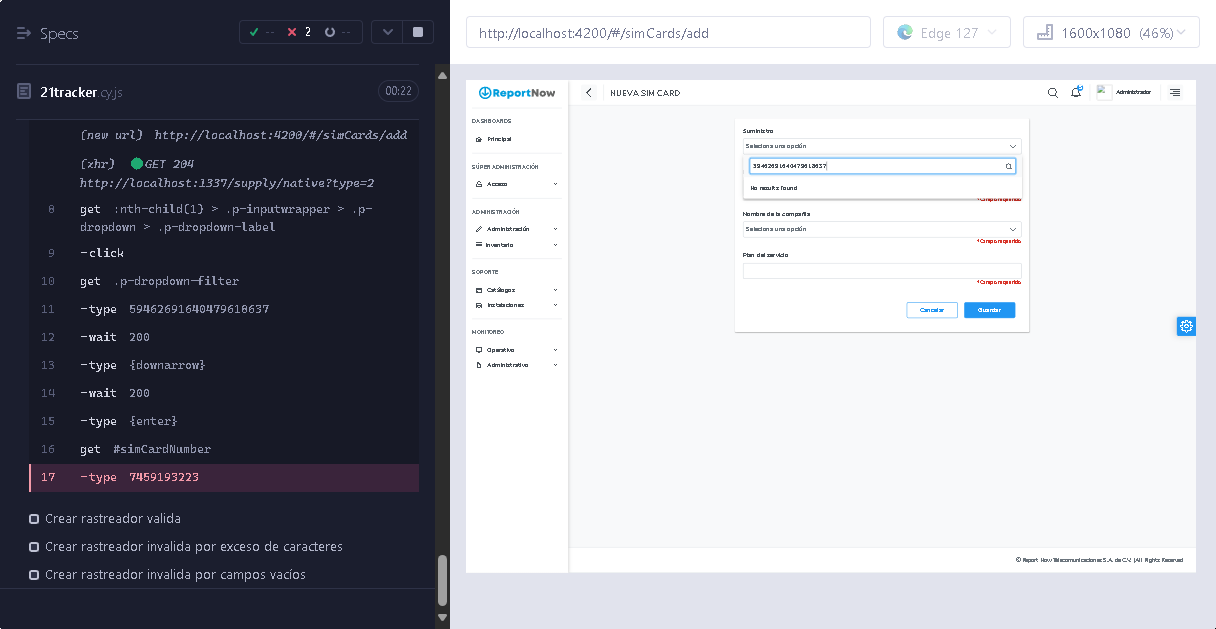 Specs
-- 2 --
21tracker.cy.js
00:22
(new url) http://localhost:4200/#/simCards/add
(xhr) GET 204
http://localhost:1337/supply/native?type=2
8 get :nth-child(1) > .p-inputwrapper > .p-
dropdown > .p-dropdown-label
9 -click
10 get .p-dropdown-filter
11 -type 59462691640479618637
12 -wait 200
13 -type {downarrow}
14 -wait 200
15 -type {enter}
16 get #simCardNumber
17 -type 7459193223
Crear rastreador valida
Crear rastreador invalida por exceso de caracteres
Crear rastreador invalida por campos vacíos
http://localhost:4200/#/simCards/add
Edge 127
1600x1080 (46%)
ReportNow
NUEVA SIM CARD
Administrador
DASHBOARDS
Principal
SÚPER ADMINISTRACIÓN
Acceso
ADMINISTRACIÓN
Administración
Inventario
SOPORTE
Catálogos
Instalaciones
MONITOREO
Operativo
Administrativo
Suministro
Selecione una opción
59462691640479618637
No results found
*Campo requerido
Nombre de la compañía
Selecione una opción
*Campo requerido
Plan del servicio
*Campo requerido
Cancelar
Guardar
© Report Now Telecomunicaciones S.A. de C.V. | All Rights Reserved